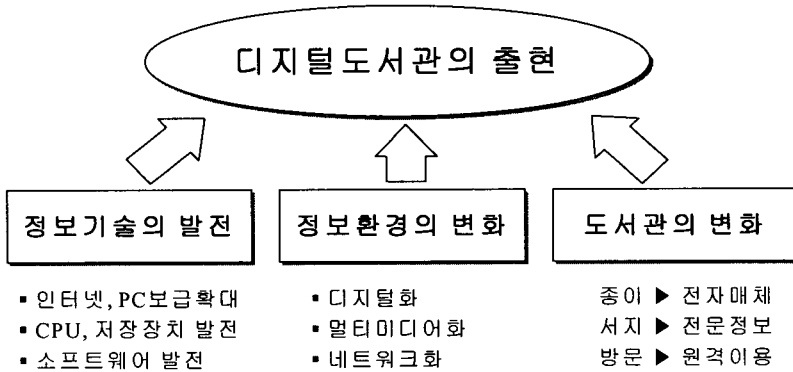 디지털도서관의 출현
정보기술의 발전
정보환경의 변화
도서관의 변화
▪ 인터넷, PC보급확대
▪ CPU, 저장장치 발전
▪ 소프트웨어 발전
▪ 디지털화
▪ 멀티미디어화
▪ 네트워크화
종이 ▶ 전자매체
서지 ▶ 전문정보
방문 ▶ 원격이용